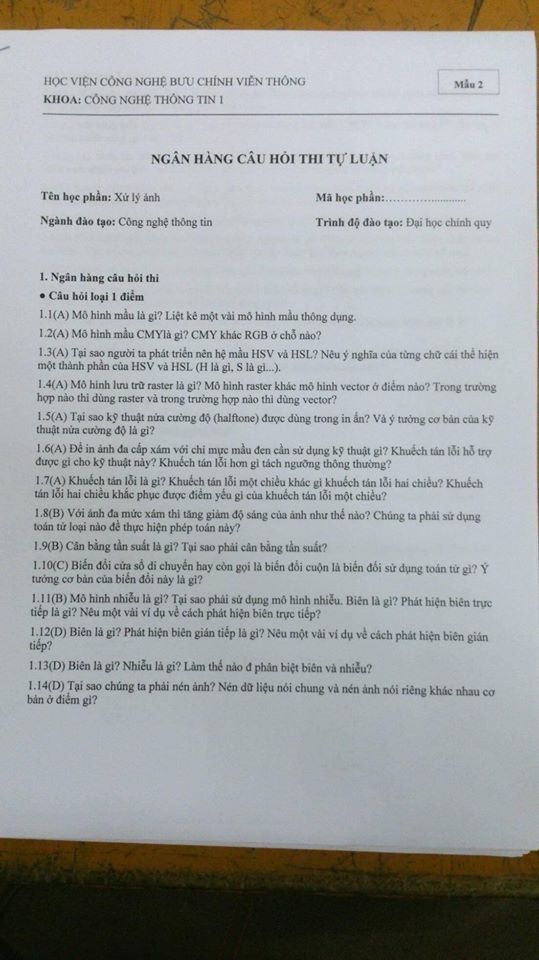 HỌC VIỆN CÔNG NGHỆ BƯU CHÍNH VIỄN THÔNG
KHOA: CÔNG NGHỆ THÔNG TIN 1
Mẫu 2
NGÂN HÀNG CÂU HỎI THI TỰ LUẬN
Tên học phần: Xử lý ảnh
Mã học phần:.........................
Ngành đào tạo: Công nghệ thông tin
Trình độ đào tạo: Đại học chính quy
1. Ngân hàng câu hỏi thi
● Câu hỏi loại 1 điểm
1.1(A) Mô hình mầu là gì? Liệt kê một vài mô hình mầu thông dụng.
1.2(A) Mô hình mầu CMYlà gì? CMY khác RGB ở chỗ nào?
1.3(A) Tại sao người ta phát triển nên hệ mầu HSV và HSL? Nêu ý nghĩa của từng chữ cái thể hiện
một thành phần của HSV và HSL (H là gì, S là gì...).
1.4(A) Mô hình lưu trữ raster là gì? Mô hình raster khác mô hình vector ở điểm nào? Trong trường
hợp nào thì dùng raster và trong trường hợp nào thì dùng vector?
1.5(A) Tại sao kỹ thuật nửa cường độ (halftone) được dùng trong in ấn? Và ý tưởng cơ bản của kỹ
thuật nửa cường độ là gì?
1.6(A) Để in ảnh đa cấp xám với chỉ mực mầu đen cần sử dụng kỹ thuật gì? Khuếch tán lỗi hỗ trợ
được gì cho kỹ thuật này? Khuếch tán lỗi hơn gì tách ngưỡng thông thường?
1.7(A) Khuếch tán lỗi là gì? Khuếch tán lỗi một chiều khác gì khuếch tán lỗi hai chiều? Khuếch
tán lỗi hai chiều khắc phục được điểm yếu gì của khuếch tán lỗi một chiều?
1.8(B) Với ảnh đa mức xám thì tăng giảm độ sáng của ảnh như thế nào? Chúng ta phải sử dụng
toán tử loại nào để thực hiện phép toán này?
1.9(B) Cân bằng tần suất là gì? Tại sao phải cân bằng tần suất?
1.10(C) Biến đổi cửa sổ di chuyển hay còn gọi là biến đổi cuộn là biến đổi sử dụng toán tử gì? Ý
tưởng cơ bản của biến đổi này là gì?
1.11(B) Mô hình nhiễu là gì? Tại sao phải sử dụng mô hình nhiễu. Biên là gì? Phát hiện biên trực
tiếp là gì? Nêu một vài ví dụ về cách phát hiện biên trực tiếp?
1.12(D) Biên là gì? Phát hiện biên gián tiếp là gì? Nêu một vài ví dụ về cách phát hiện biên gián
tiếp?
1.13(D) Biên là gì? Nhiễu là gì? Làm thế nào đ phân biệt biên và nhiễu?
1.14(D) Tại sao chúng ta phải nén ảnh? Nén dữ liệu nói chung và nén ảnh nói riêng khác nhau cơ
bản ở điểm gì?